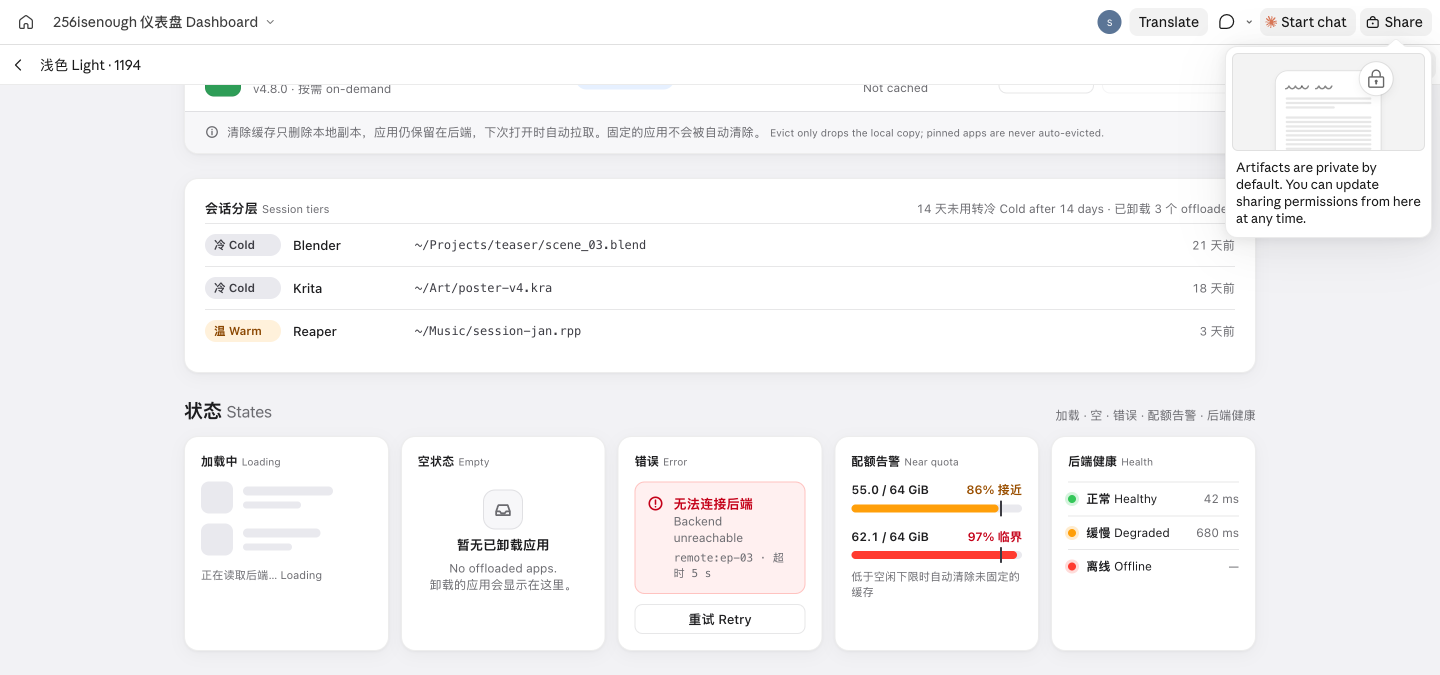 256isenough 仪表盘 Dashboard
s
Translate
Start chat
Share
浅色 Light · 1194
v4.8.0 · 按需 on-demand
Not cached
清除缓存只删除本地副本，应用仍保留在后端，下次打开时自动拉取。固定的应用不会被自动清除。 Evict only drops the local copy; pinned apps are never auto-evicted.
Artifacts are private by
default. You can update
sharing permissions from here
at any time.
会话分层 Session tiers
14 天未用转冷 Cold after 14 days · 已卸载 3 个 offloade
冷 Cold Blender ~/Projects/teaser/scene_03.blend 21 天前
冷 Cold Krita ~/Art/poster-v4.kra 18 天前
温 Warm Reaper ~/Music/session-jan.rpp 3 天前
状态 States
加载 · 空 · 错误 · 配额告警 · 后端健康
加载中 Loading
正在读取后端... Loading
空状态 Empty
暂无已卸载应用
No offloaded apps.
卸载的应用会显示在这里。
错误 Error
无法连接后端
Backend
unreachable
remote:ep-03 · 超
时 5 s
重试 Retry
配额告警 Near quota
55.0 / 64 GiB 86% 接近
62.1 / 64 GiB 97% 临界
低于空闲下限时自动清除未固定的
缓存
后端健康 Health
正常 Healthy 42 ms
缓慢 Degraded 680 ms
离线 Offline —